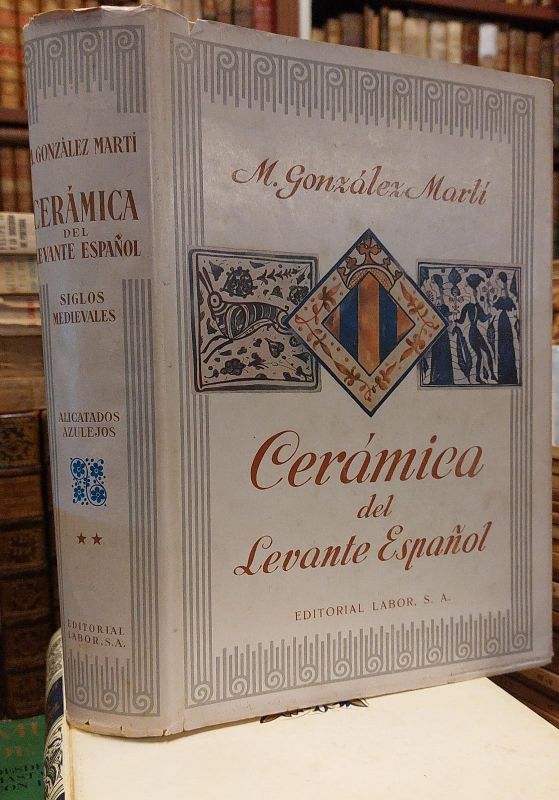 M. González Martí
Cerámica
del
Levante Español
EDITORIAL LABOR, S. A.
GONZÁLEZ MARTÍ
CERÁMICA
DEL
LEVANTE ESPAÑOL
SIGLOS
MEDIEVALES
ALICATADOS
AZULEJOS
★★
EDITORIAL
LABOR, S.A.